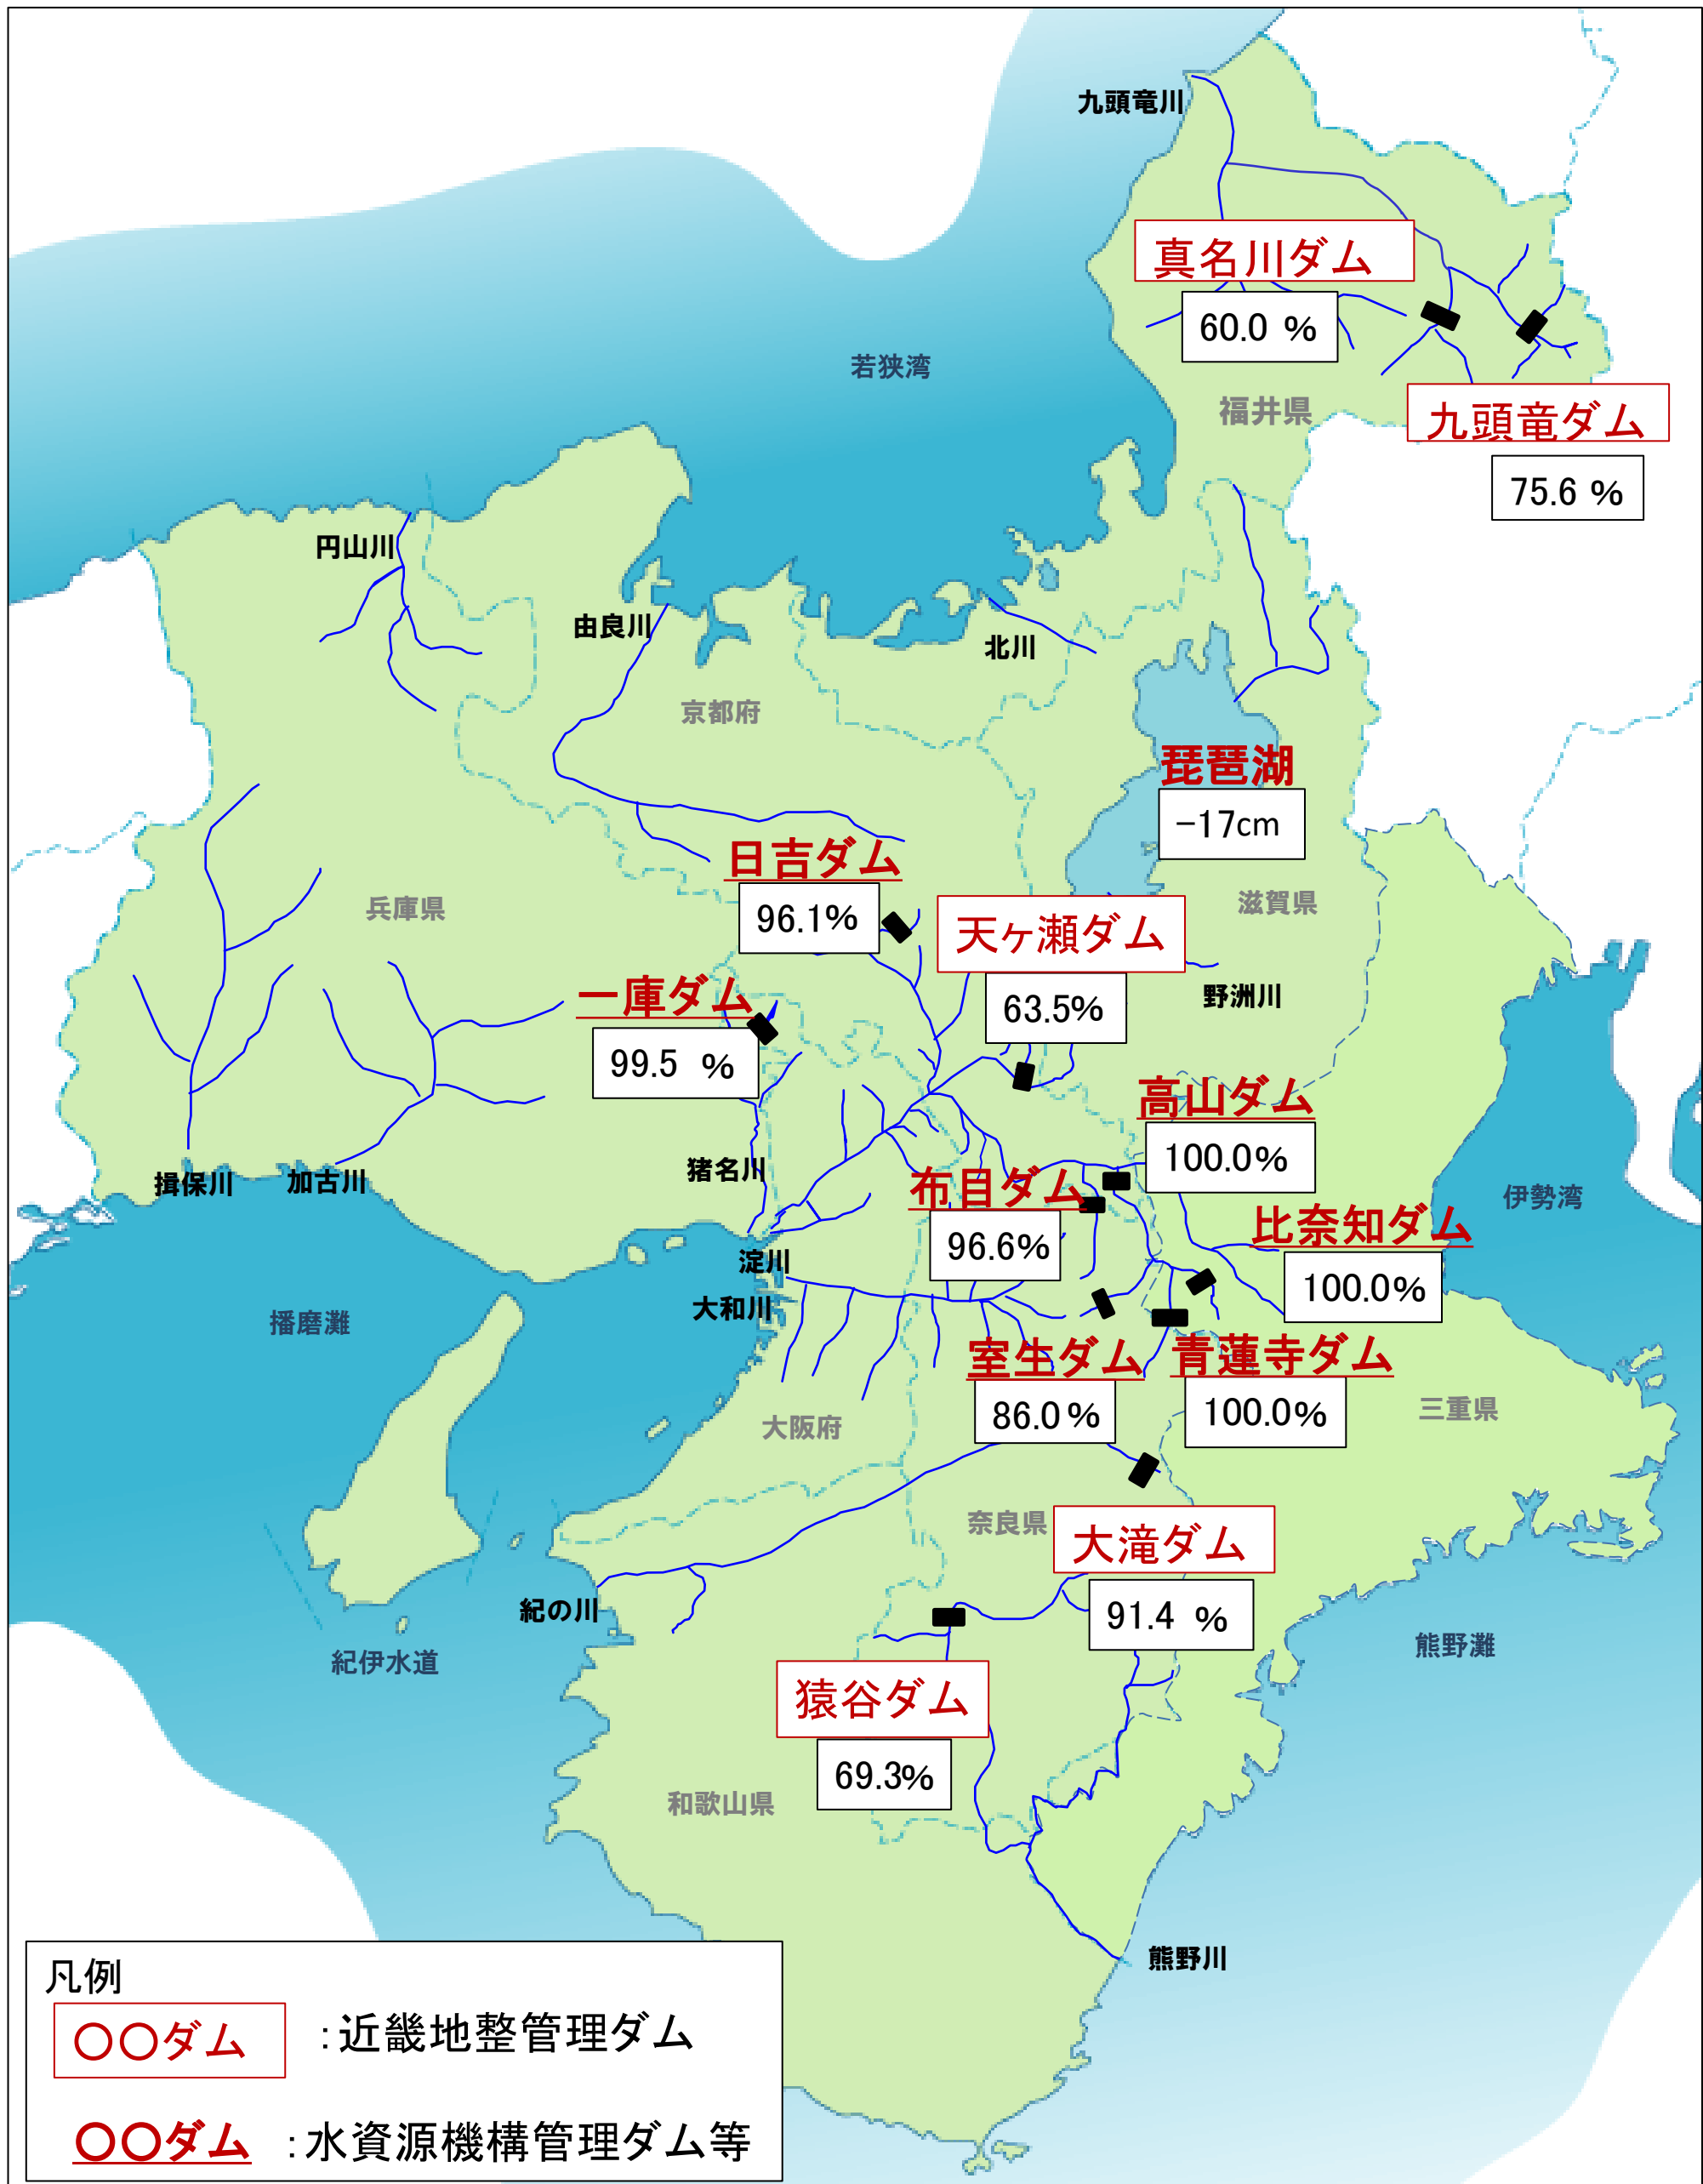 九頭竜川
真名川ダム
60.0 %
若狭湾
福井県
九頭竜ダム
75.6 %
円山川
由良川
北川
京都府
琵琶湖
−17cm
日吉ダム
96.1%
兵庫県
滋賀県
天ヶ瀬ダム
63.5%
野洲川
一庫ダム
99.5 %
高山ダム
100.0%
猪名川
揖保川
加古川
布目ダム
96.6%
伊勢湾
比奈知ダム
100.0%
淀川
大和川
播磨灘
室生ダム
86.0%
青蓮寺ダム
100.0%
三重県
大阪府
奈良県
大滝ダム
91.4 %
紀の川
紀伊水道
熊野灘
猿谷ダム
69.3%
和歌山県
熊野川
凡例
〇〇ダム :近畿地整管理ダム
〇〇ダム :水資源機構管理ダム等